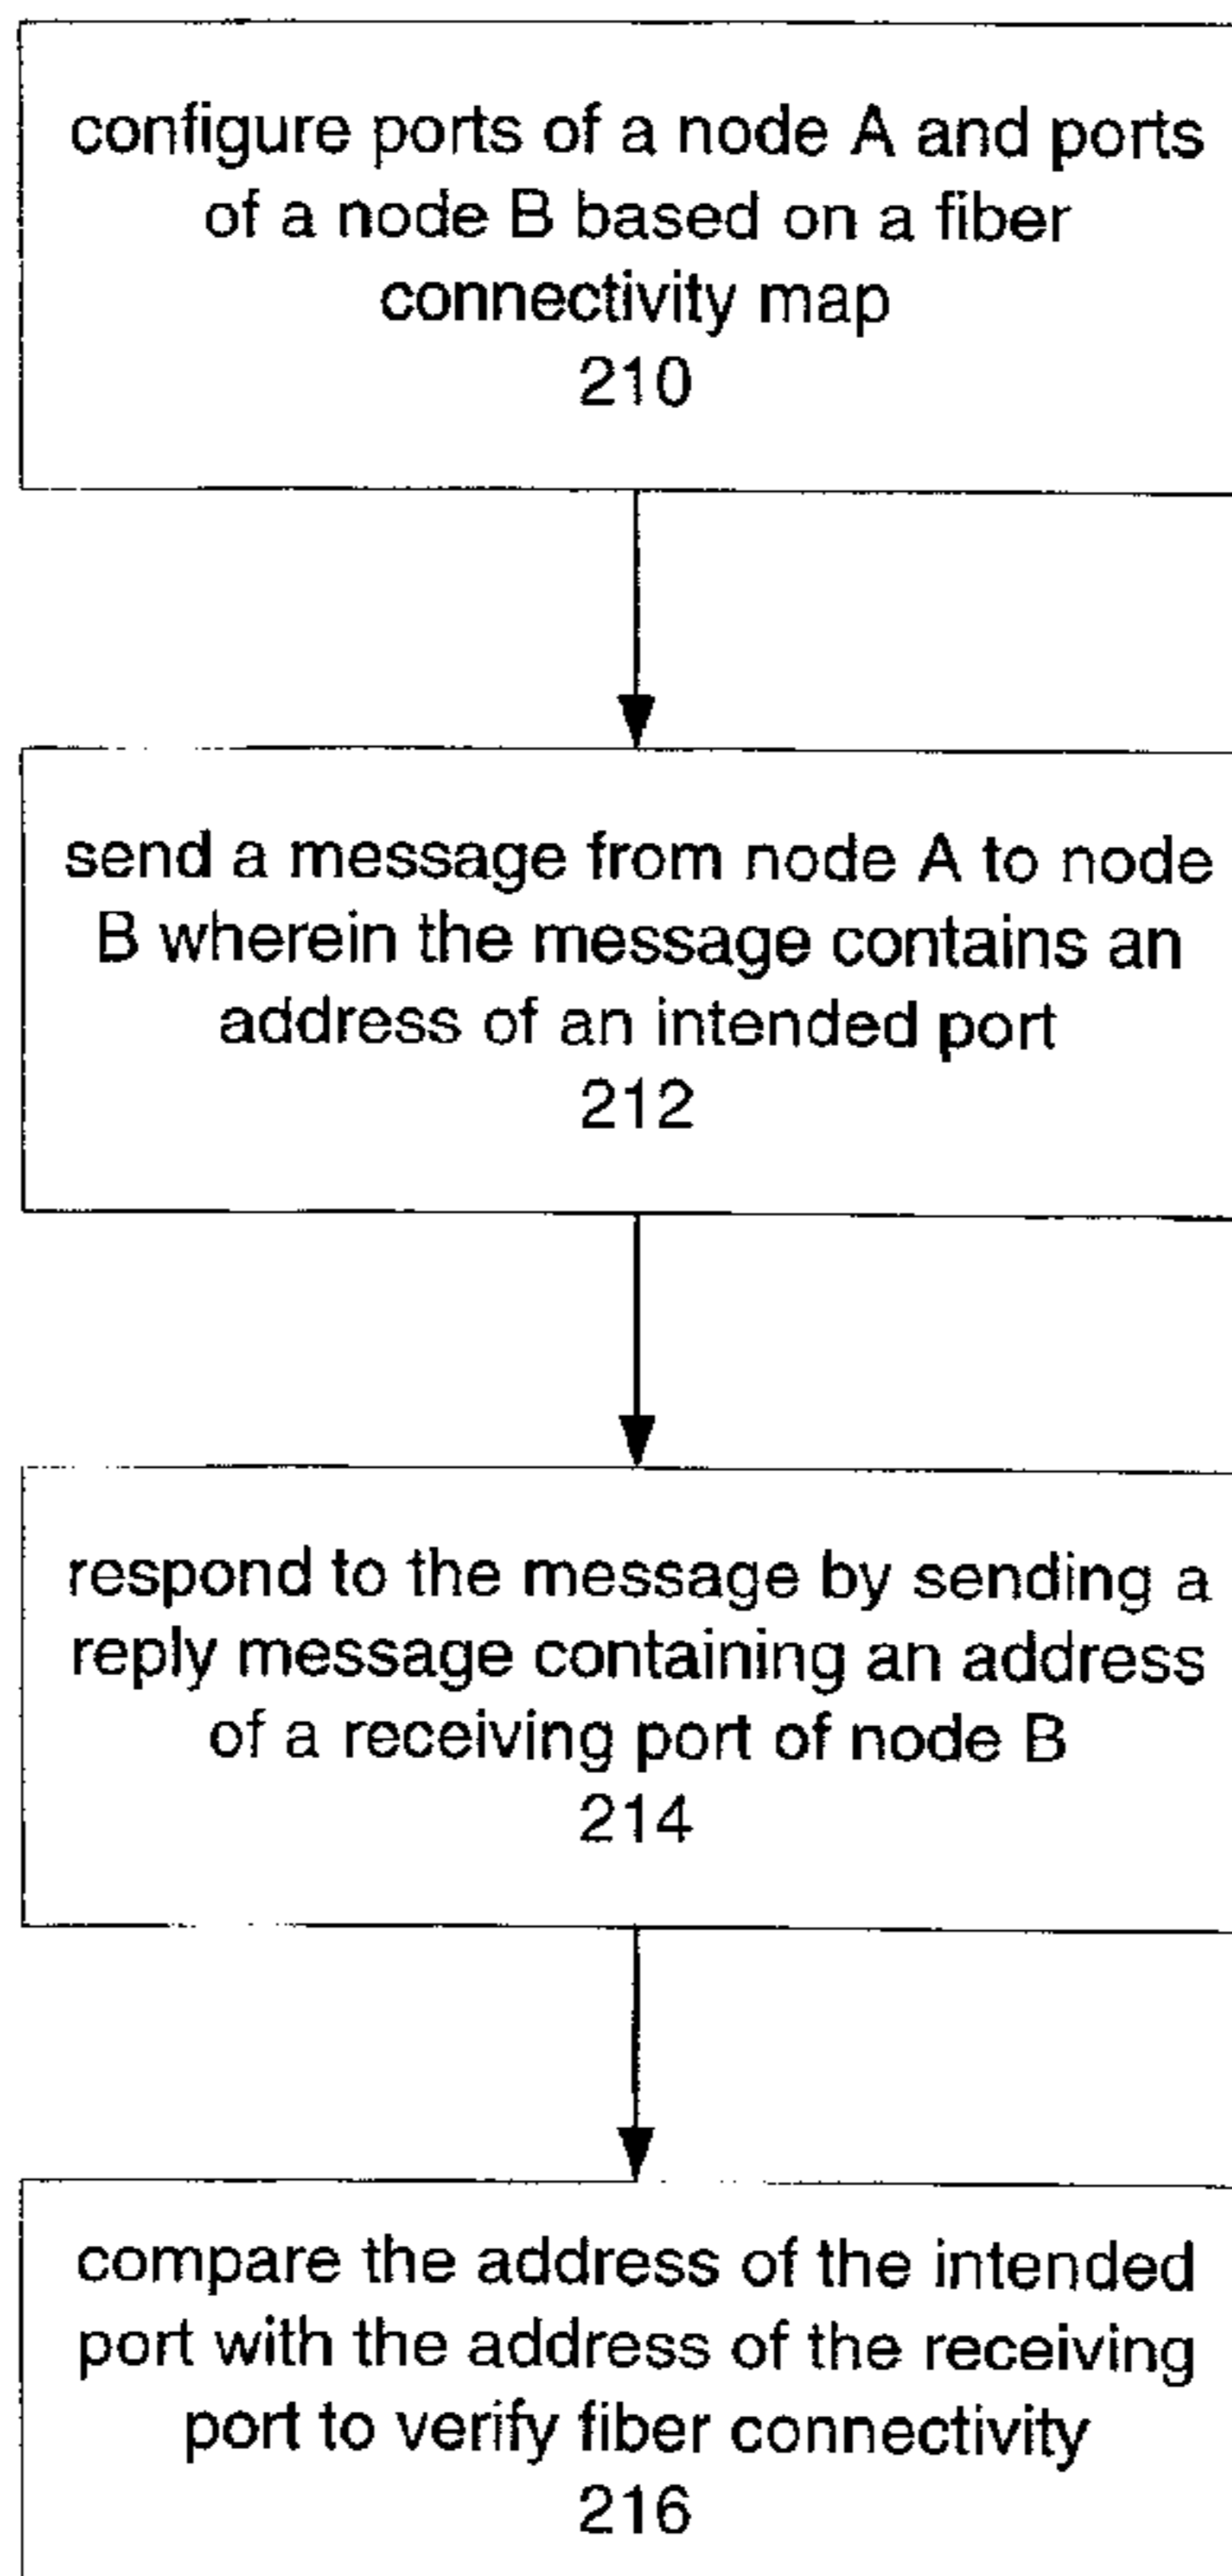 configure ports of a node A and ports
of a node B based on a fiber
connectivity map
210
send a message from node A to node
B wherein the message contains an
address of an intended port
212
respond to the message by sending a
reply message containing an address
of a receiving port of node B
214
compare the address of the intended
port with the address of the receiving
port to verify fiber connectivity
216